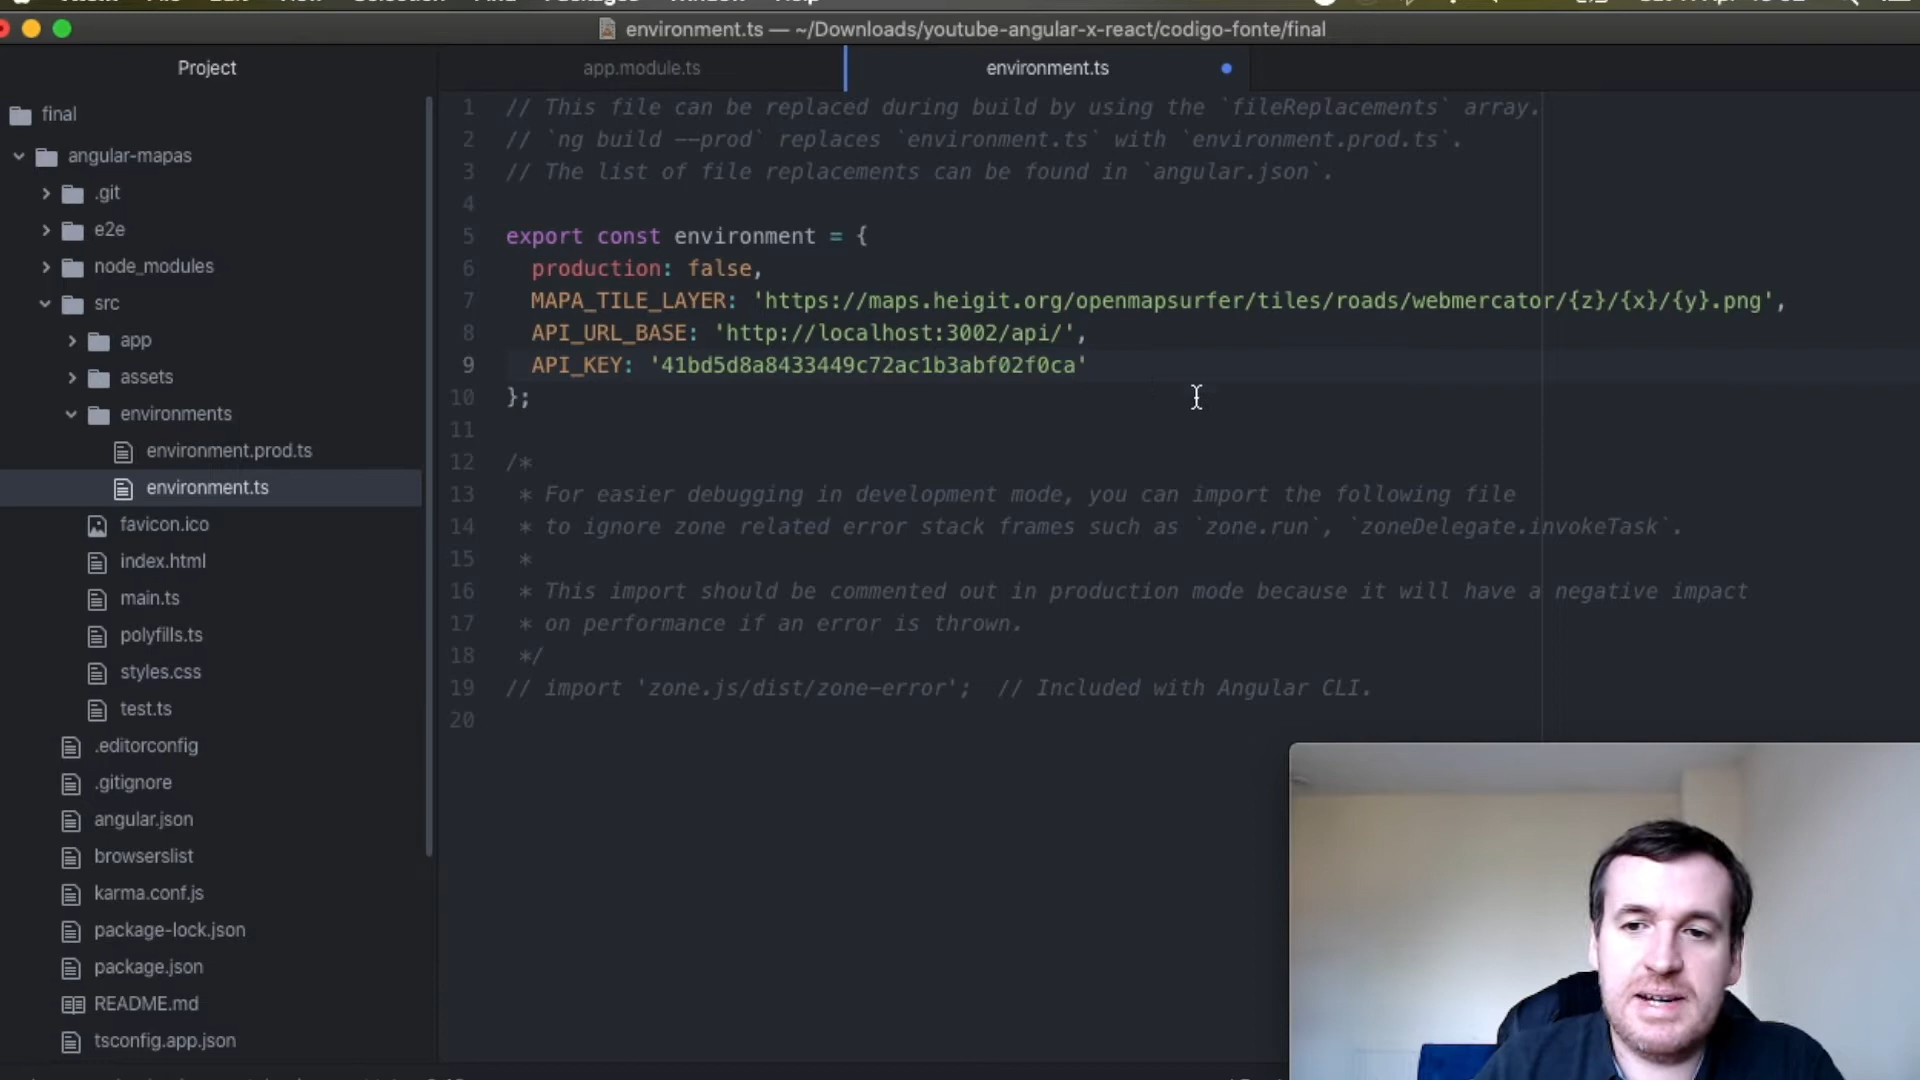 environment.ts — ~/Downloads/youtube-angular-x-react/codigo-fonte/final
Project
app.module.ts
environment.ts
final
angular-mapas
.git
e2e
node_modules
src
app
assets
environments
environment.prod.ts
environment.ts
favicon.ico
index.html
main.ts
polyfills.ts
styles.css
test.ts
.editorconfig
.gitignore
angular.json
browserslist
karma.conf.js
package-lock.json
package.json
README.md
tsconfig.app.json
1 // This file can be replaced during build by using the `fileReplacements` array.
2 // `ng build --prod` replaces `environment.ts` with `environment.prod.ts`.
3 // The list of file replacements can be found in `angular.json`.
4
5 export const environment = {
6 production: false,
7 MAPA_TILE_LAYER: 'https://maps.heigit.org/openmapsurfer/tiles/roads/webmercator/{z}/{x}/{y}.png',
8 API_URL_BASE: 'http://localhost:3002/api/',
9 API_KEY: '41bd5d8a8433449c72ac1b3abf02f0ca'
10 };
11
12 /*
13 * For easier debugging in development mode, you can import the following file
14 * to ignore zone related error stack frames such as `zone.run`, `zoneDelegate.invokeTask`.
15 *
16 * This import should be commented out in production mode because it will have a negative impact
17 * on performance if an error is thrown.
18 */
19 // import 'zone.js/dist/zone-error'; // Included with Angular CLI.
20